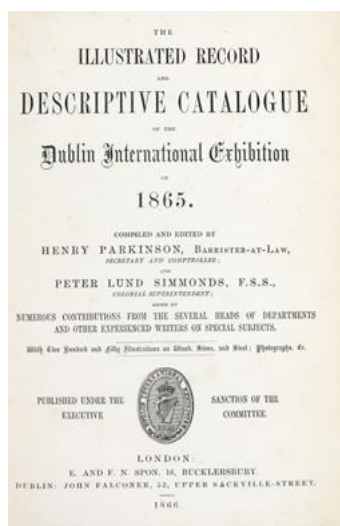 THE
ILLUSTRATED RECORD
AND
DESCRIPTIVE CATALOGUE
OF THE
Dublin International Exhibition
OF
1865.
COMPILED AND EDITED BY
HENRY PARKINSON, BARRISTER-AT-LAW,
SECRETARY AND COMPTROLLER;
AND
PETER LUND SIMMONDS, F.S.S.,
COLONIAL SUPERINTENDENT;
AIDED BY
NUMEROUS CONTRIBUTIONS FROM THE SEVERAL HEADS OF DEPARTMENTS
AND OTHER EXPERIENCED WRITERS ON SPECIAL SUBJECTS.
With Two Hundred and Fifty Illustrations on Wood, Stone, and Steel; Photographs, &c.
PUBLISHED UNDER THE
EXECUTIVE
SANCTION OF THE
COMMITTEE.
LONDON:
E. AND F. N. SPON, 16, BUCKLERSBURY.
DUBLIN: JOHN FALCONER, 53, UPPER SACKVILLE-STREET.
1866